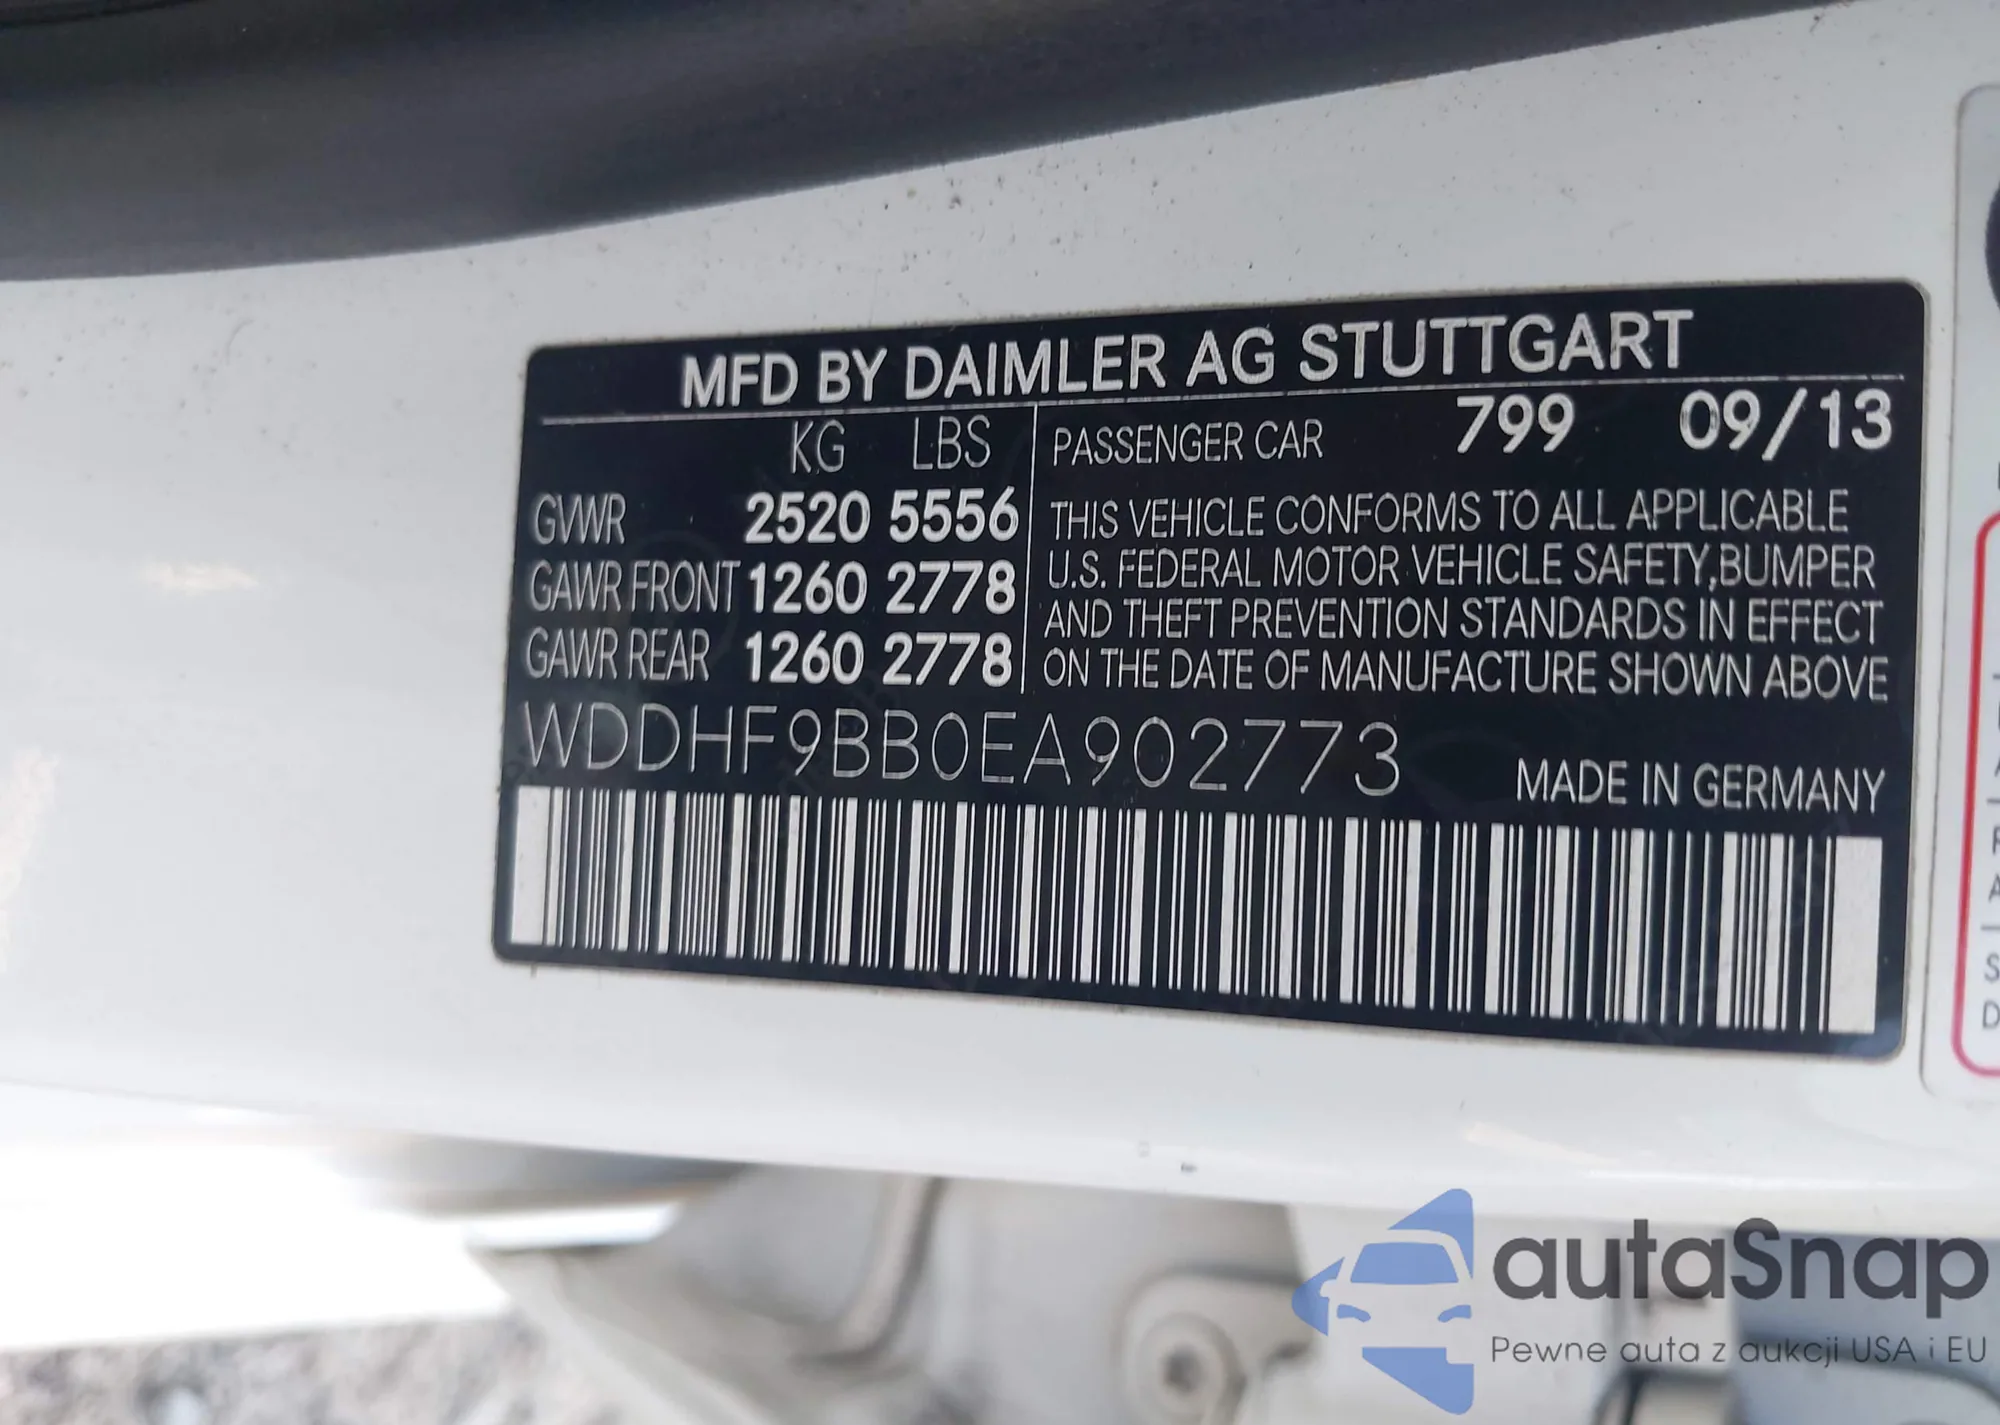 MFD BY DAIMLER AG STUTTGART
KG LBS
GVWR 2520 5556
GAWR FRONT 1260 2778
GAWR REAR 1260 2778
PASSENGER CAR 799 09/13
THIS VEHICLE CONFORMS TO ALL APPLICABLE
U.S. FEDERAL MOTOR VEHICLE SAFETY,BUMPER
AND THEFT PREVENTION STANDARDS IN EFFECT
ON THE DATE OF MANUFACTURE SHOWN ABOVE
WDDHF9BB0EA902773
MADE IN GERMANY
autaSnap
Pewne auta z aukcji USA i EU